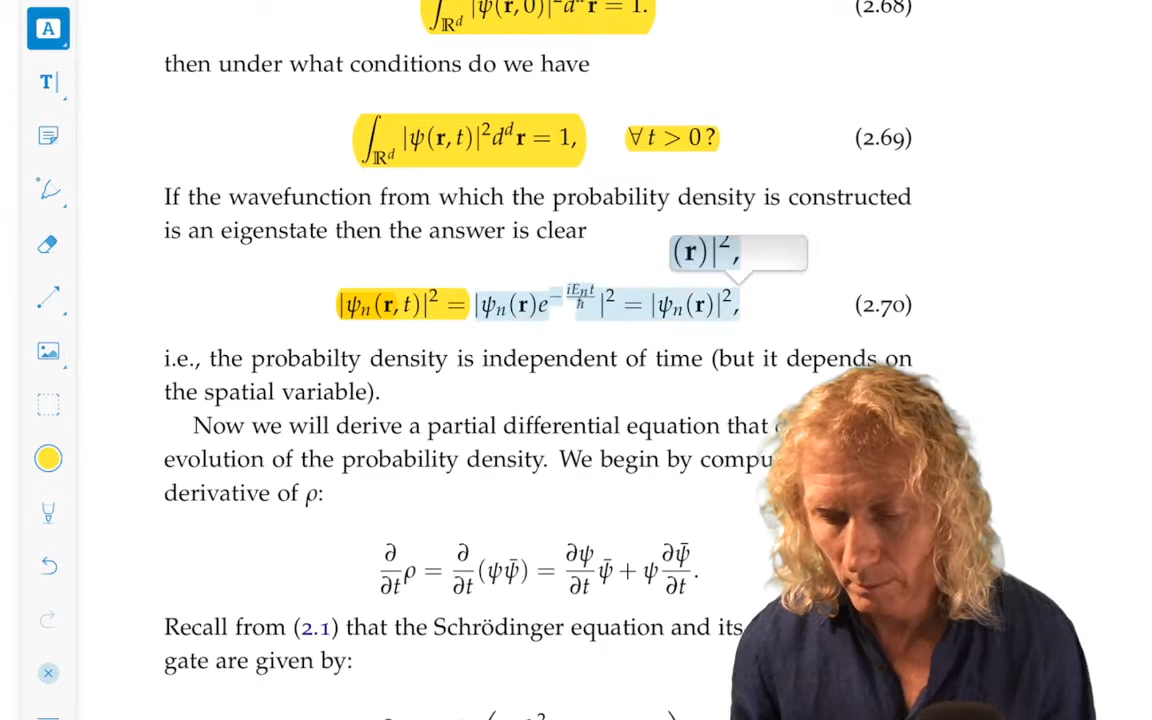 ∫_{ℝ^d} |ψ(r,0)|² d^d r = 1. (2.68)
then under what conditions do we have
∫_{ℝ^d} |ψ(r,t)|² d^d r = 1, ∀ t > 0? (2.69)
If the wavefunction from which the probability density is constructed
is an eigenstate then the answer is clear
(r)|²,
|ψ_n(r,t)|² = |ψ_n(r)e^{-iE_n t/ħ}|² = |ψ_n(r)|², (2.70)
i.e., the probabilty density is independent of time (but it depends on
the spatial variable).
Now we will derive a partial differential equation that
evolution of the probability density. We begin by compu
derivative of ρ:
∂/∂t ρ = ∂/∂t (ψψ̄) = ∂ψ/∂t ψ̄ + ψ ∂ψ̄/∂t.
Recall from (2.1) that the Schrödinger equation and its
gate are given by:
A
T